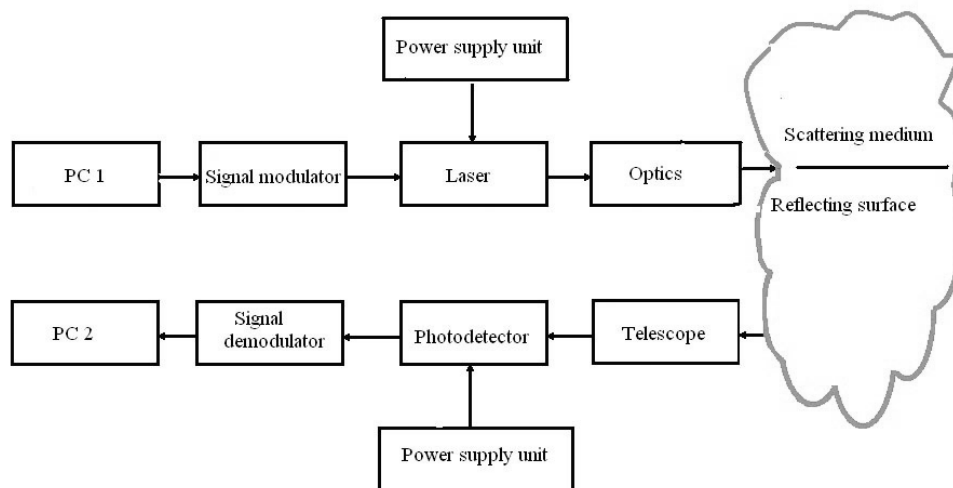 Power supply unit
Scattering medium
PC 1
Signal modulator
Laser
Optics
Reflecting surface
PC 2
Signal
demodulator
Photodetector
Telescope
Power supply unit